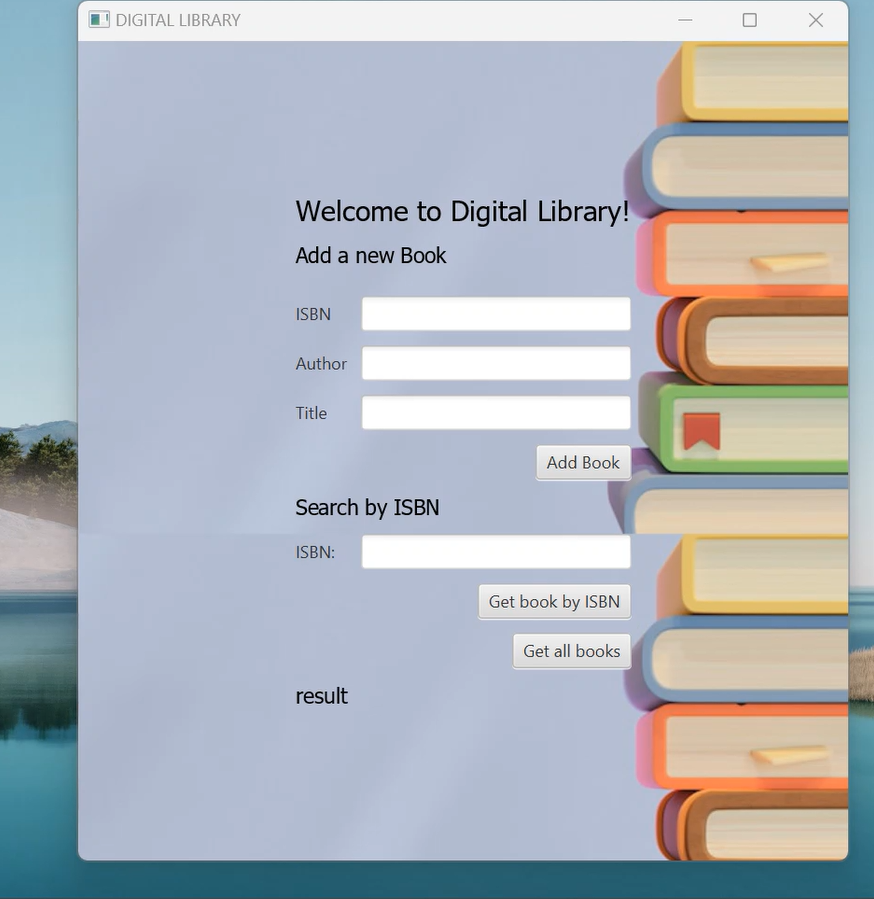 DIGITAL LIBRARY
Welcome to Digital Library!
Add a new Book
ISBN
Author
Title
Add Book
Search by ISBN
ISBN:
Get book by ISBN
Get all books
result